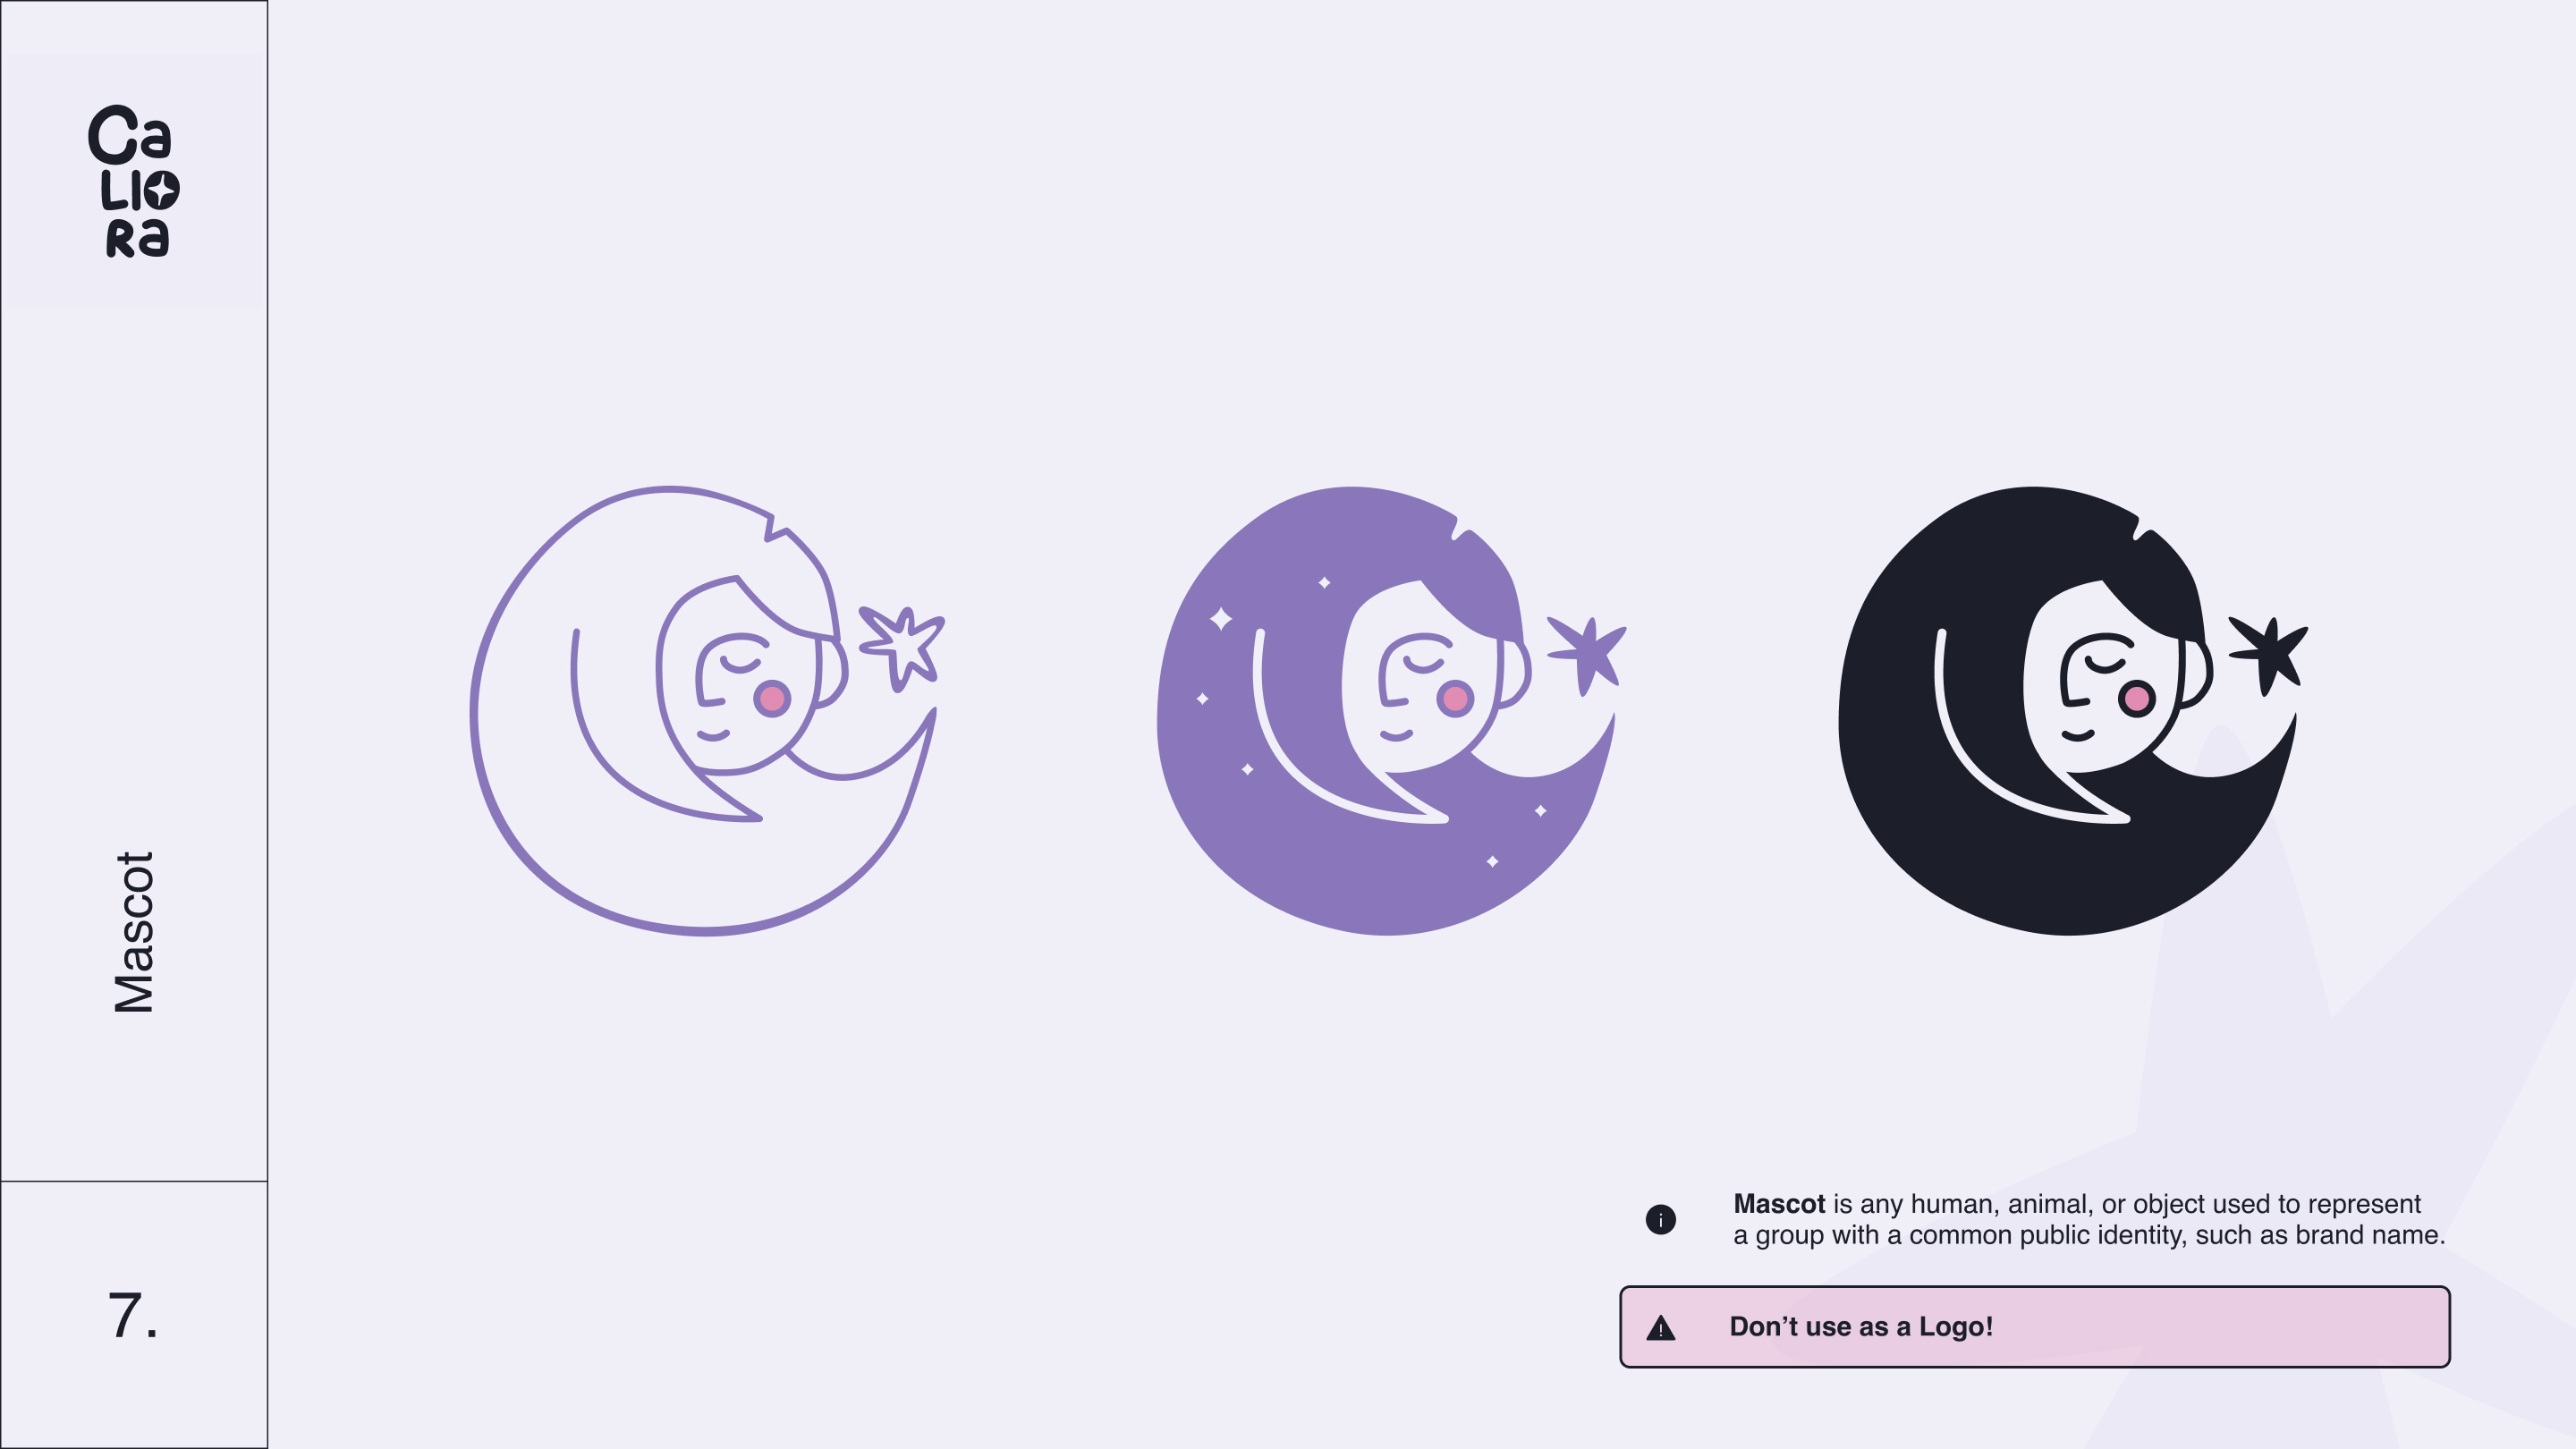 Ca
LIO
Ra
Mascot
7.
Mascot is any human, animal, or object used to represent
a group with a common public identity, such as brand name.
Don’t use as a Logo!